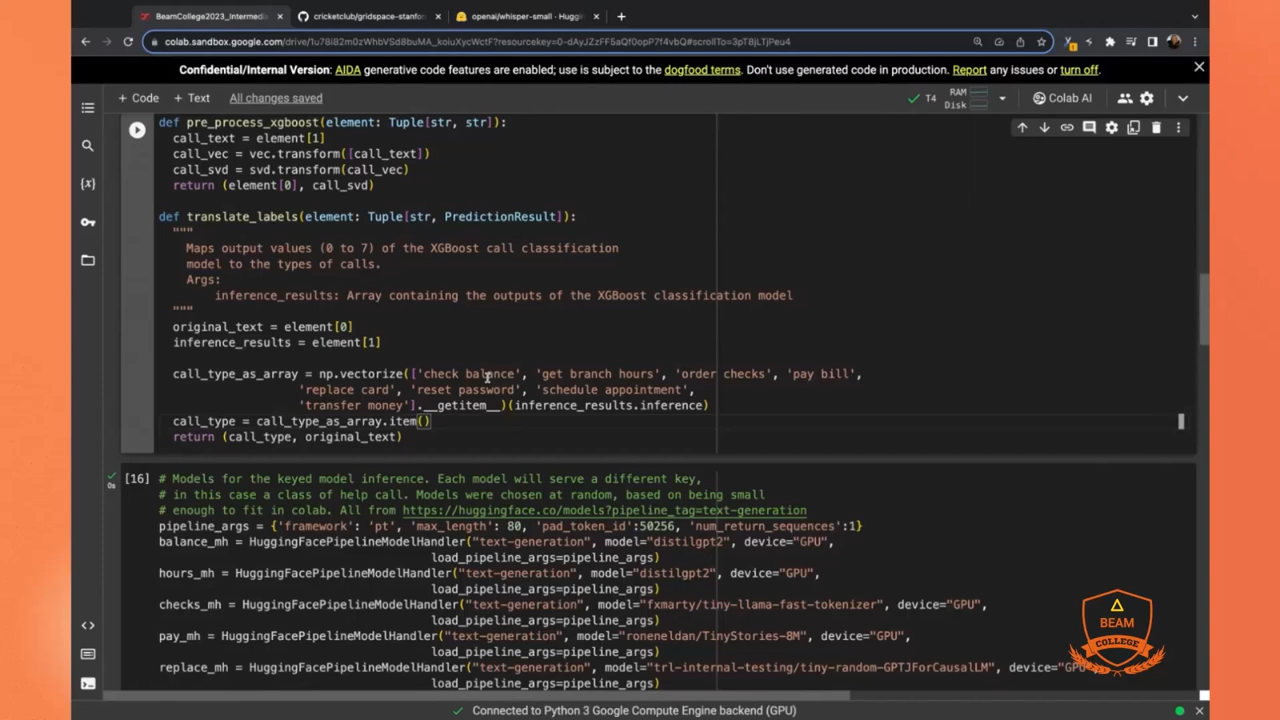 BeamCollege2023_Intermedi
cricketclub/gridspace-stanfor
openai/whisper-small · Huggin
colab.sandbox.google.com/drive/1u78i82m0zWhbVSd8buMA_koiuXycWctF?resourcekey=0-dAyJZzFF5aQf0opP7f4vbQ#scrollTo=3pT8jLTjPeu4
Confidential/Internal Version: AIDA generative code features are enabled; use is subject to the dogfood terms. Don't use generated code in production. Report any issues or turn off.
+ Code + Text All changes saved
T4 RAM Disk Colab AI
def pre_process_xgboost(element: Tuple[str, str]):
call_text = element[1]
call_vec = vec.transform([call_text])
call_svd = svd.transform(call_vec)
return (element[0], call_svd)
def translate_labels(element: Tuple[str, PredictionResult]):
"""
Maps output values (0 to 7) of the XGBoost call classification
model to the types of calls.
Args:
inference_results: Array containing the outputs of the XGBoost classification model
"""
original_text = element[0]
inference_results = element[1]
call_type_as_array = np.vectorize(['check balance', 'get branch hours', 'order checks', 'pay bill',
'replace card', 'reset password', 'schedule appointment',
'transfer money'].__getitem__)(inference_results.inference)
call_type = call_type_as_array.item()
return (call_type, original_text)
[16] # Models for the keyed model inference. Each model will serve a different key,
0s
# in this case a class of help call. Models were chosen at random, based on being small
# enough to fit in colab. All from https://huggingface.co/models?pipeline_tag=text-generation
pipeline_args = {'framework': 'pt', 'max_length': 80, 'pad_token_id':50256, 'num_return_sequences':1}
balance_mh = HuggingFacePipelineModelHandler("text-generation", model="distilgpt2", device="GPU",
load_pipeline_args=pipeline_args)
hours_mh = HuggingFacePipelineModelHandler("text-generation", model="distilgpt2", device="GPU",
load_pipeline_args=pipeline_args)
checks_mh = HuggingFacePipelineModelHandler("text-generation", model="fxmarty/tiny-llama-fast-tokenizer", device="GPU",
load_pipeline_args=pipeline_args)
pay_mh = HuggingFacePipelineModelHandler("text-generation", model="roneneldan/TinyStories-8M", device="GPU",
load_pipeline_args=pipeline_args)
replace_mh = HuggingFacePipelineModelHandler("text-generation", model="trl-internal-testing/tiny-random-GPTJForCausalLM", device="GP
load_pipeline_args=pipeline_args)
BEAM
COLLEGE
Connected to Python 3 Google Compute Engine backend (GPU)